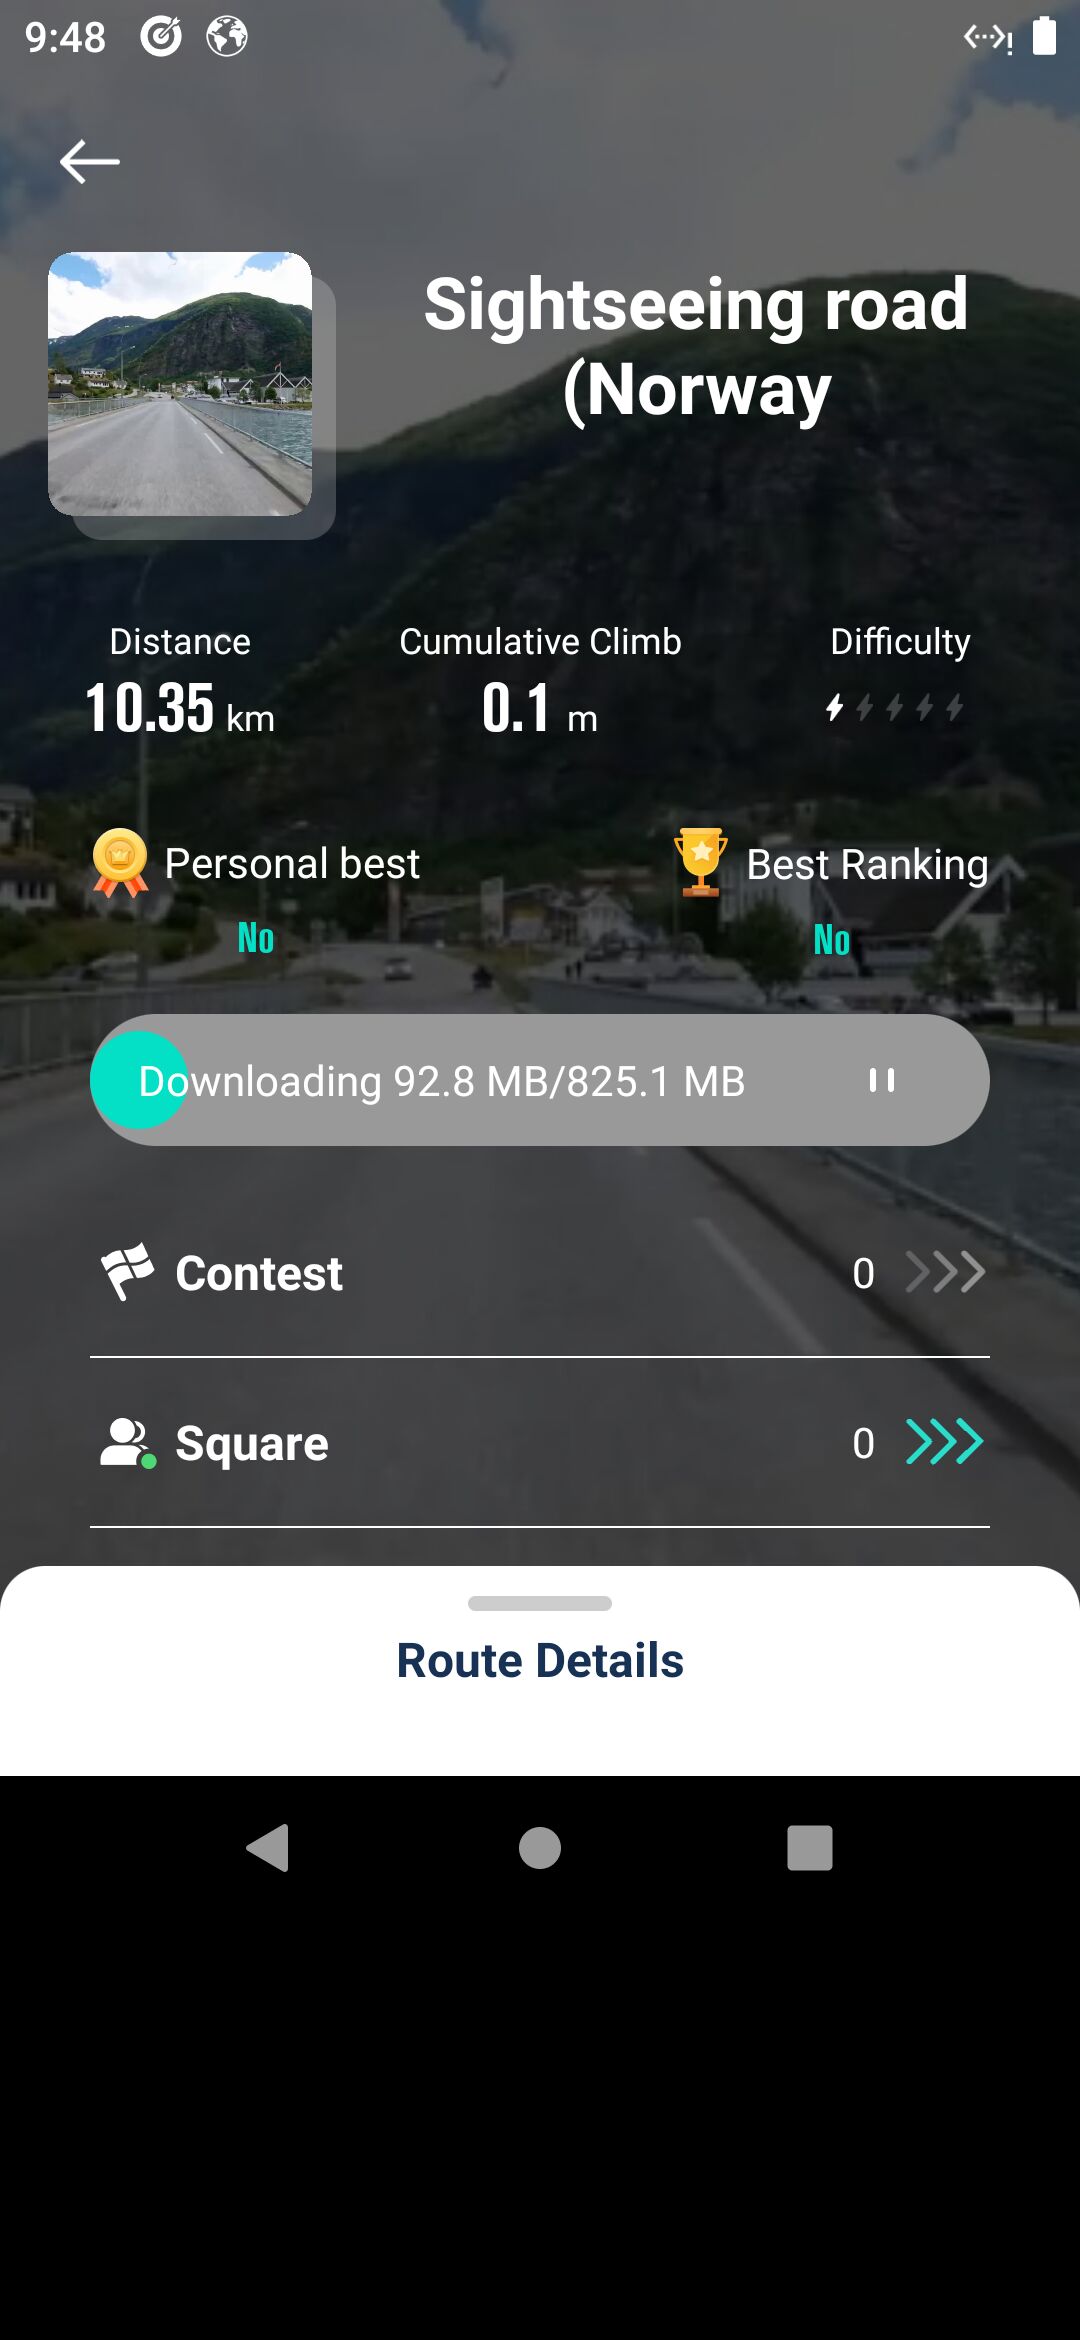 9:48
Sightseeing road
(Norway
Distance
Cumulative Climb
Difficulty
10.35 km
0.1 m
Personal best
Best Ranking
No
No
Downloading 92.8 MB/825.1 MB
Contest
0
Square
0
Route Details